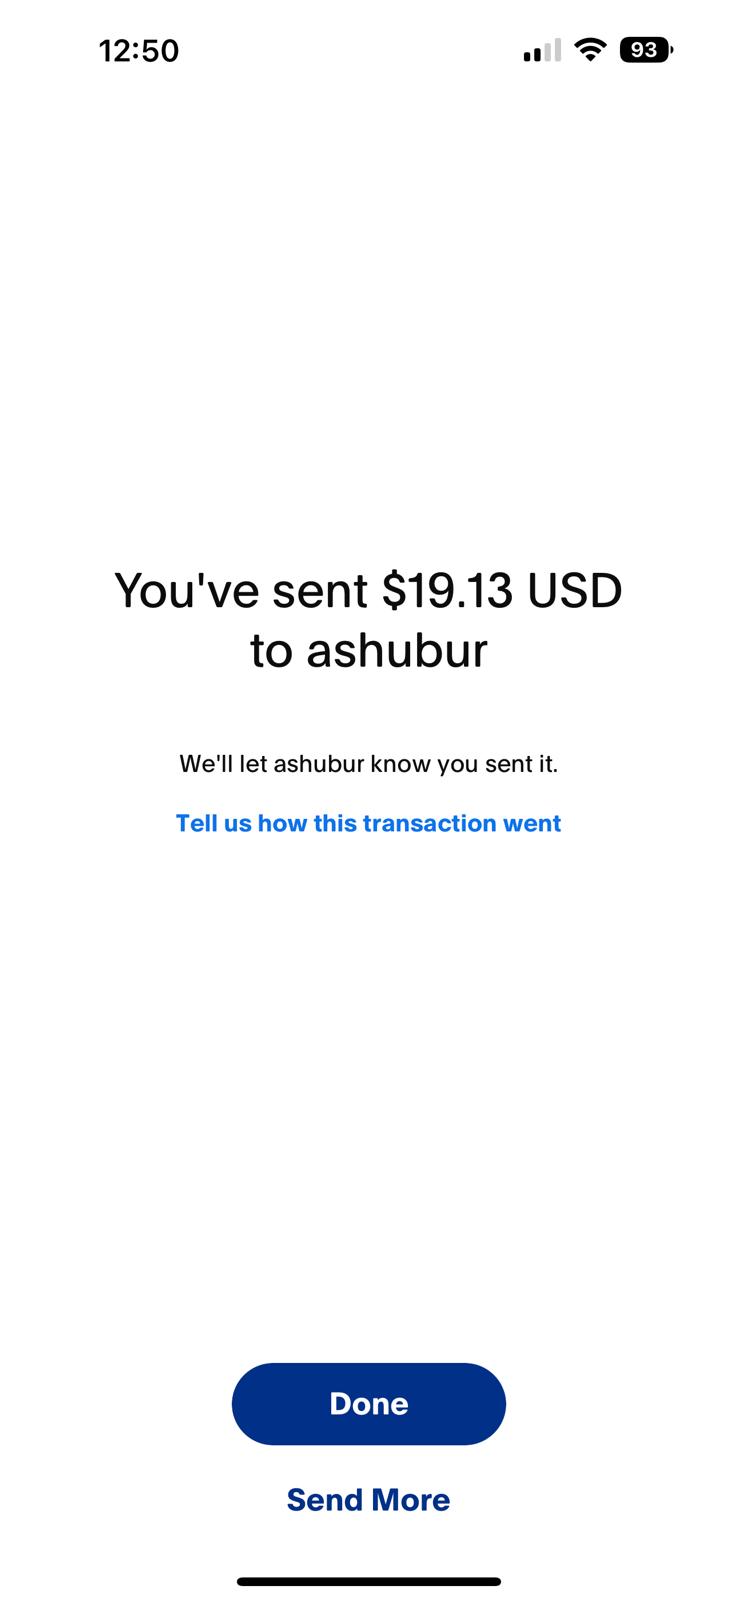 12:50
93
You've sent $19.13 USD
to ashubur
We'll let ashubur know you sent it.
Tell us how this transaction went
Done
Send More